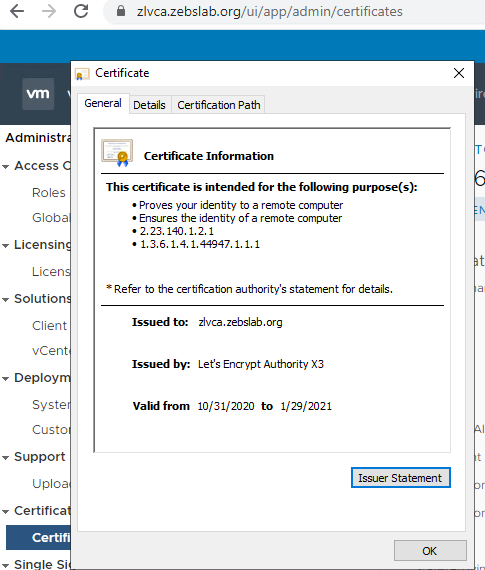 zlvca.zebslab.org/ui/app/admin/certificates
vm
Certificate
General Details Certification Path
Certificate Information
This certificate is intended for the following purpose(s):
• Proves your identity to a remote computer
• Ensures the identity of a remote computer
• 2.23.140.1.2.1
• 1.3.6.1.4.1.44947.1.1.1
* Refer to the certification authority's statement for details.
Issued to: zlvca.zebslab.org
Issued by: Let's Encrypt Authority X3
Valid from 10/31/2020 to 1/29/2021
Issuer Statement
OK
Administra
Access C
Roles
Global
Licensing
Licens
Solutions
Client
vCente
Deploym
System
Custo
Support
Upload
Certificat
Certifi
Single Si